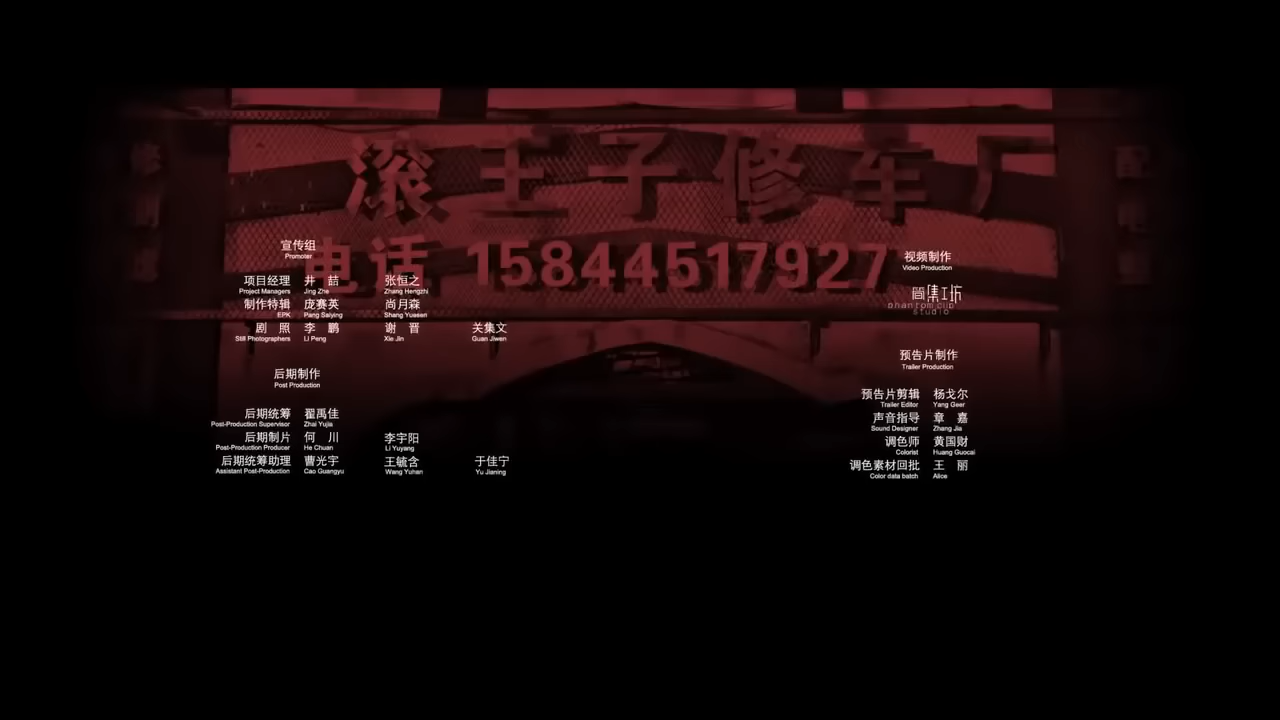 滚王子修车厂
电话 15844517927
宣传组
Promoter
项目经理 井 喆 张恒之
Project Managers Jing Zhe Zhang Hengzhi
制作特辑 庞赛英 尚月森
EPK Pang Saiying Shang Yuesen
剧 照 李 鹏 谢 晋 关集文
Still Photographers Li Peng Xie Jin Guan Jiwen
后期制作
Post Production
后期统筹 翟禹佳
Post-Production Supervisor Zhai Yujia
后期制片 何 川 李宇阳
Post-Production Producer He Chuan Li Yuyang
后期统筹助理 曹光宇 王毓含 于佳宁
Assistant Post-Production Cao Guangyu Wang Yuhan Yu Jianing
视频制作
Video Production
phantom clip
studio
预告片制作
Trailer Production
预告片剪辑 杨戈尔
Trailer Editor Yang Geer
声音指导 章 嘉
Sound Designer Zhang Jia
调色师 黄国财
Colorist Huang Guocai
调色素材回批 王 丽
Color data batch Alice